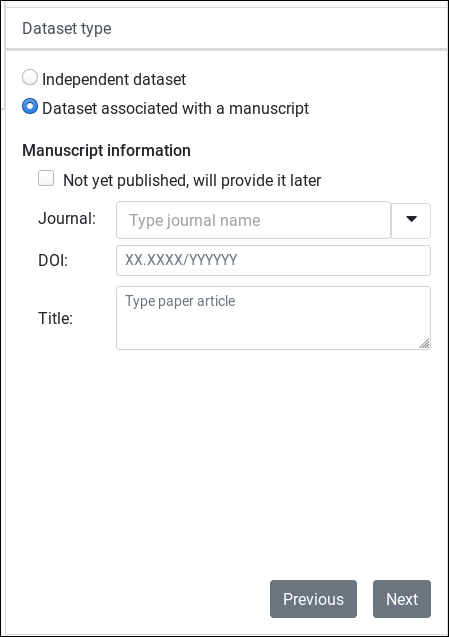 Dataset type
Independent dataset
Dataset associated with a manuscript
Manuscript information
Not yet published, will provide it later
Journal: Type journal name
DOI: XX.XXXX/YYYYYY
Title: Type paper article
Previous Next